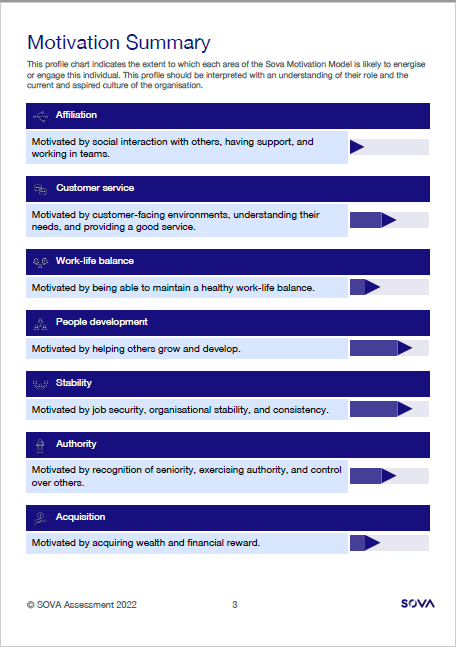 Motivation Summary
This profile chart indicates the extent to which each area of the Sova Motivation Model is likely to energise
or engage this individual. This profile should be interpreted with an understanding of their role and the
current and aspired culture of the organisation.
Affiliation
Motivated by social interaction with others, having support, and
working in teams.
Customer service
Motivated by customer-facing environments, understanding their
needs, and providing a good service.
Work-life balance
Motivated by being able to maintain a healthy work-life balance.
People development
Motivated by helping others grow and develop.
Stability
Motivated by job security, organisational stability, and consistency.
Authority
Motivated by recognition of seniority, exercising authority, and control
over others.
Acquisition
Motivated by acquiring wealth and financial reward.
© SOVA Assessment 2022 3 SOVA